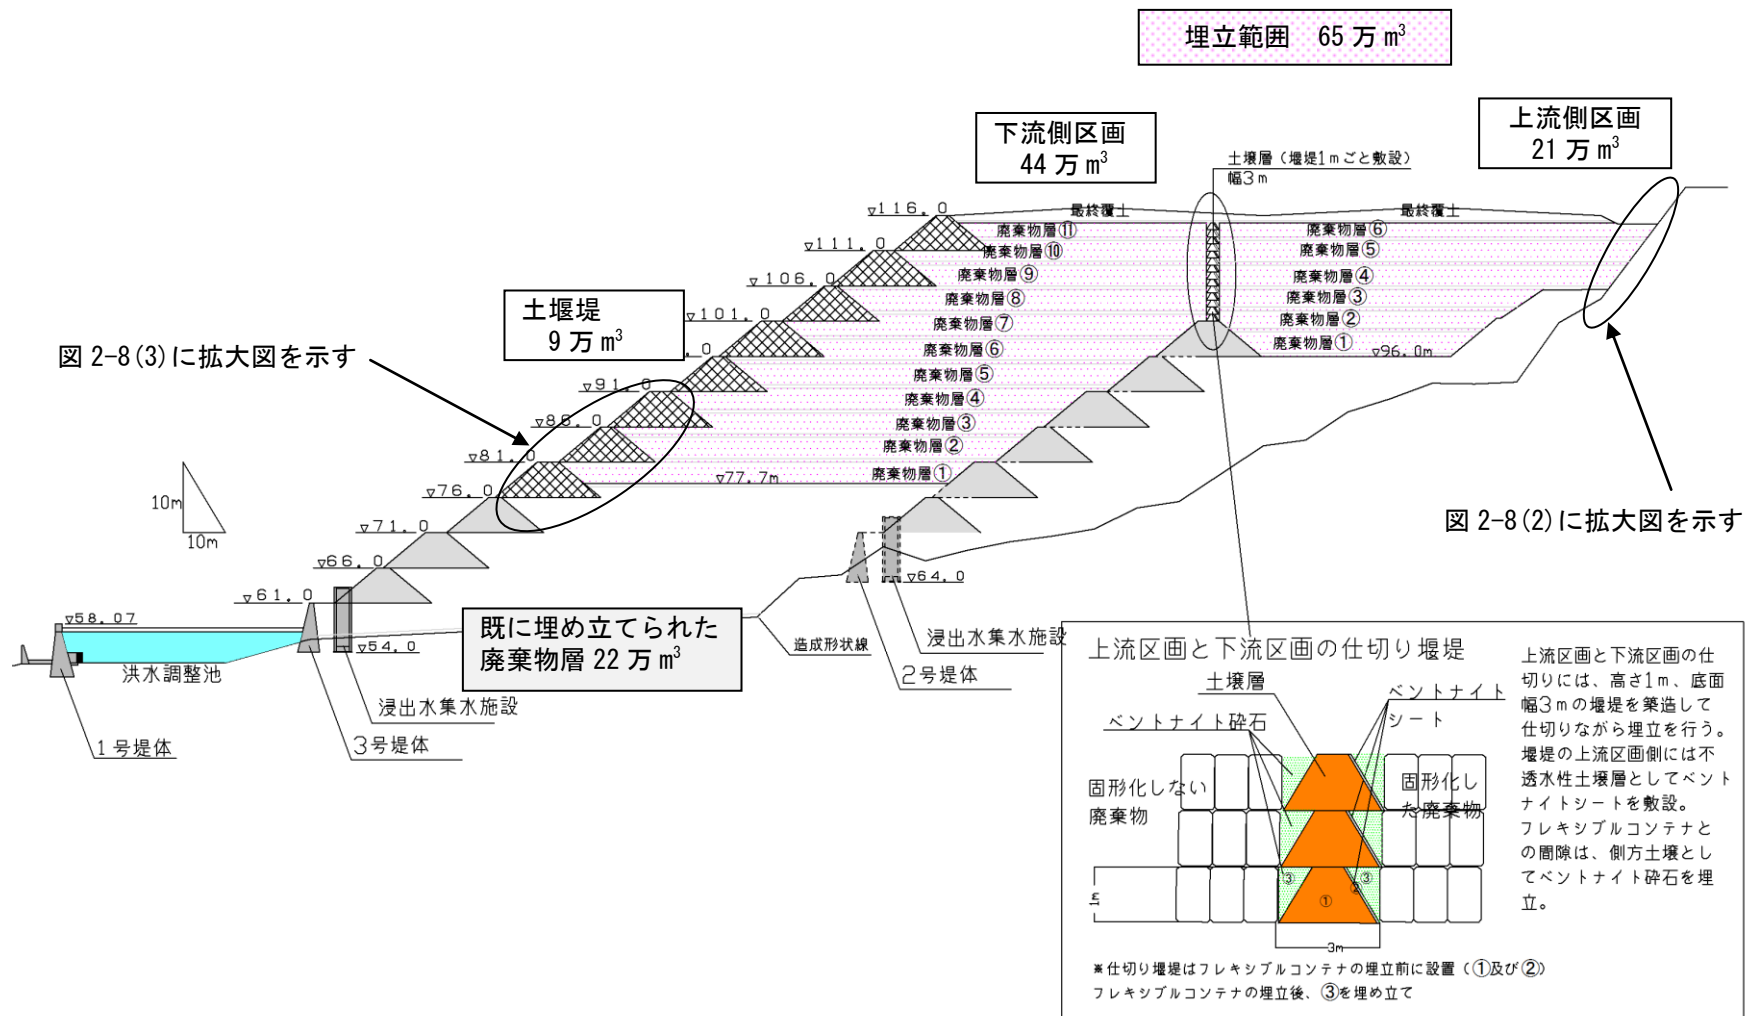 埋立範囲 65 万 m³
下流側区画
44 万 m³
上流側区画
21 万 m³
土壌層（堰堤1mごと敷設）
幅3m
▽116. 0
最終覆土
最終覆土
廃棄物層⑪
廃棄物層⑥
▽111. 0
廃棄物層⑩
廃棄物層⑤
▽106. 0
廃棄物層⑨
廃棄物層④
土堰堤
9 万 m³
廃棄物層⑧
廃棄物層③
▽101. 0
廃棄物層⑦
廃棄物層②
. 0
廃棄物層⑥
廃棄物層①
▽96. 0m
図 2-8(3)に拡大図を示す
廃棄物層⑤
▽91. 0
廃棄物層④
▽86. 0
廃棄物層③
廃棄物層②
▽81. 0
廃棄物層①
▽77. 7m
▽76. 0
10m
10m
▽71. 0
図 2-8(2)に拡大図を示す
▽66. 0
▽64. 0
▽61. 0
▽58. 07
▽54. 0
洪水調整池
既に埋め立てられた
廃棄物層 22 万 m³
造成形状線
浸出水集水施設
2号堤体
浸出水集水施設
3号堤体
1号堤体
上流区画と下流区画の仕切り堰堤
土壌層
ベントナイト
シート
ベントナイト砕石
固形化しない
廃棄物
固形化し
た廃棄物
③
②
③
①
1m
3m
上流区画と下流区画の仕
切りには、高さ1m、底面
幅3mの堰堤を築造して
仕切りながら埋立を行う。
堰堤の上流区画側には不
透水性土壌層としてベント
ナイトシートを敷設。
フレキシブルコンテナと
の間隙は、側方土壌とし
てベントナイト砕石を埋
立。
※仕切り堰堤はフレキシブルコンテナの埋立前に設置（①及び②）
フレキシブルコンテナの埋立後、③を埋め立て